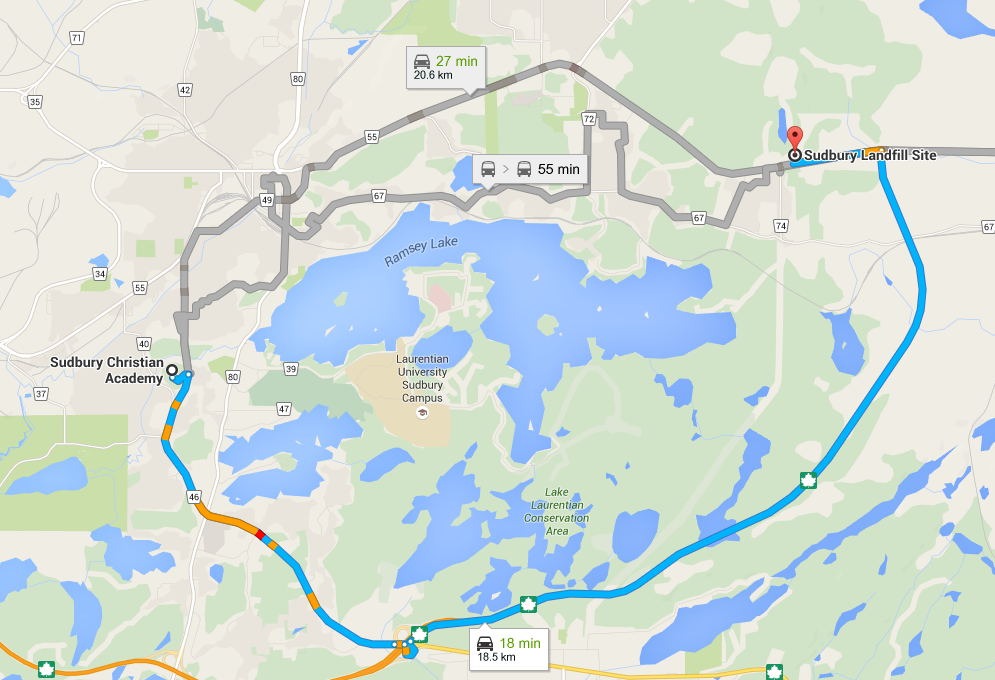 71
80
27 min
20.6 km
42
35
55
72
55 min
Sudbury Landfill Site
49
67
67
74
67
Ramsey Lake
34
55
40
Sudbury Christian
Academy
80
39
Laurentian
University
Sudbury
Campus
37
47
46
Lake
Laurentian
Conservation
Area
18 min
18.5 km